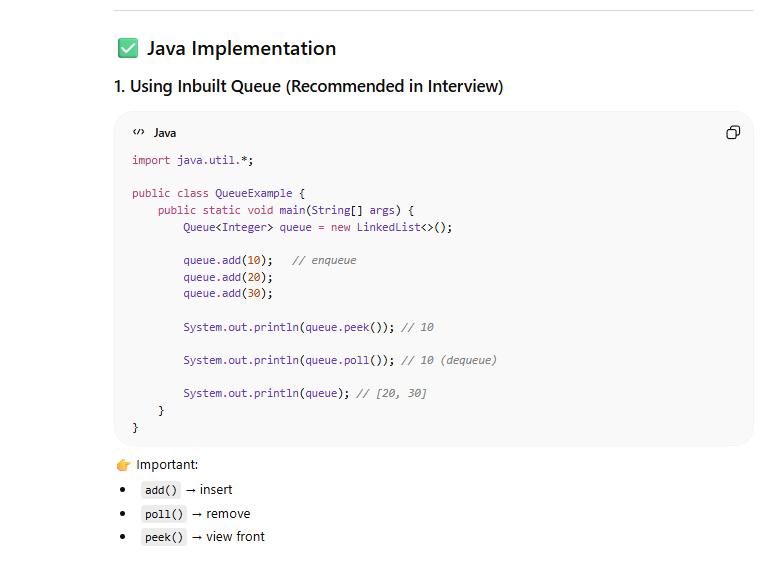 ✅ Java Implementation
1. Using Inbuilt Queue (Recommended in Interview)
</> Java
import java.util.*;
public class QueueExample {
    public static void main(String[] args) {
        Queue<Integer> queue = new LinkedList<>();
        queue.add(10);   // enqueue
        queue.add(20);
        queue.add(30);
        System.out.println(queue.peek()); // 10
        System.out.println(queue.poll()); // 10 (dequeue)
        System.out.println(queue); // [20, 30]
    }
}
👉 Important:
• add() → insert
• poll() → remove
• peek() → view front